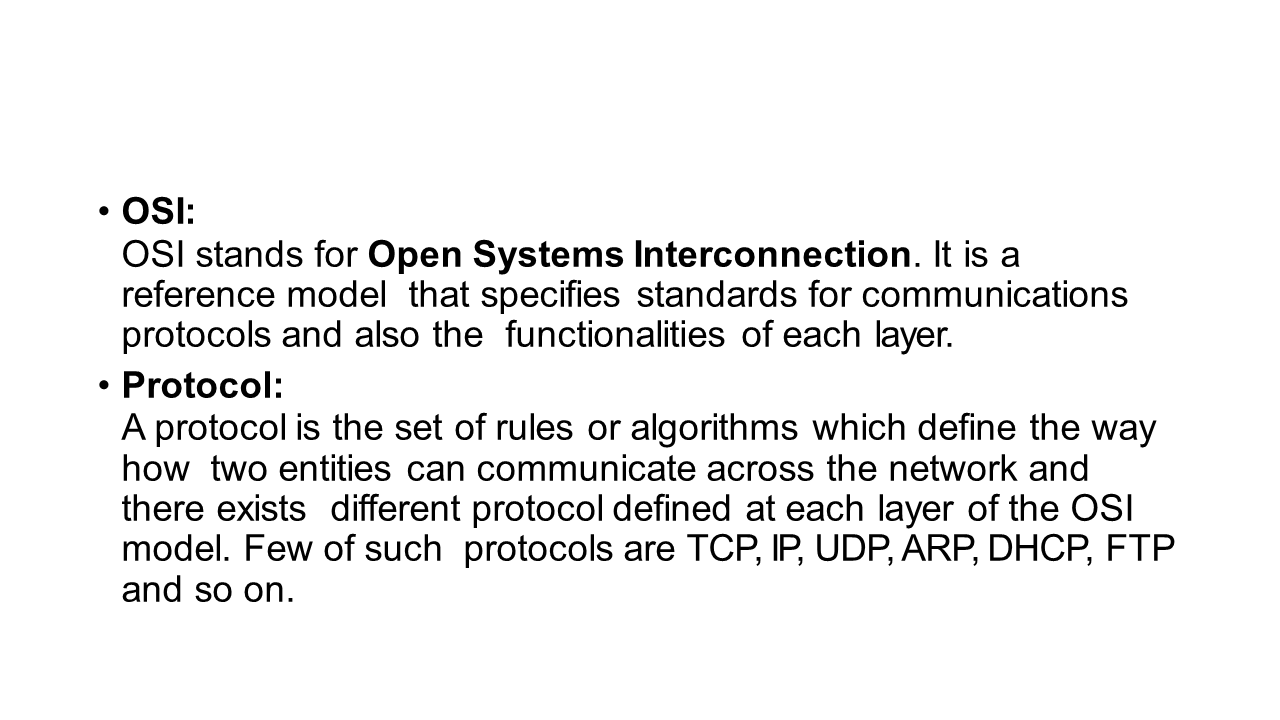 • OSI:
OSI stands for Open Systems Interconnection. It is a
reference model  that specifies standards for communications
protocols and also the  functionalities of each layer.
• Protocol:
A protocol is the set of rules or algorithms which define the way
how  two entities can communicate across the network and
there exists  different protocol defined at each layer of the OSI
model. Few of such  protocols are TCP, IP, UDP, ARP, DHCP, FTP
and so on.